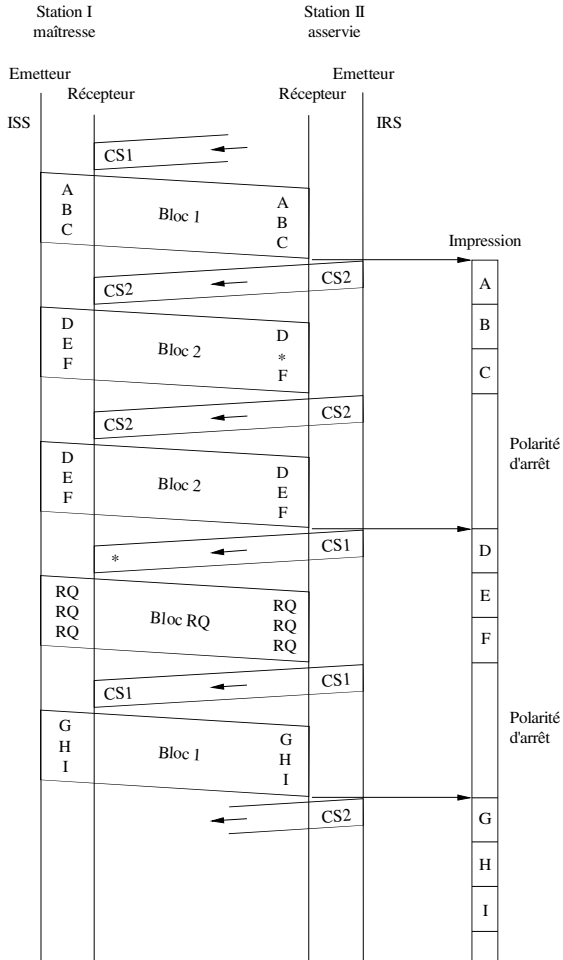 Station I
maîtresse
Station II
asservie
Emetteur
Emetteur
Récepteur
Récepteur
ISS
IRS
CS1
A
B
C
Bloc 1
A
B
C
Impression
CS2
CS2
A
B
C
D
E
F
Bloc 2
D
*
F
CS2
CS2
Polarité
d'arrêt
D
E
F
Bloc 2
D
E
F
*
CS1
D
E
F
RQ
RQ
RQ
Bloc RQ
RQ
RQ
RQ
CS1
CS1
Polarité
d'arrêt
G
H
I
Bloc 1
G
H
I
CS2
G
H
I